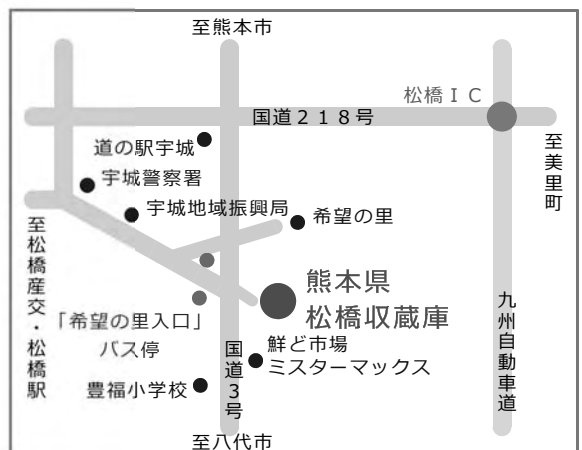 至熊本市
松橋ＩＣ
国道２１８号
道の駅宇城
至美里町
宇城警察署
宇城地域振興局
希望の里
至松橋産交・松橋駅
熊本県
松橋収蔵庫
「希望の里入口」
バス停
九州自動車道
国道３号
鮮ど市場
ミスターマックス
豊福小学校
至八代市